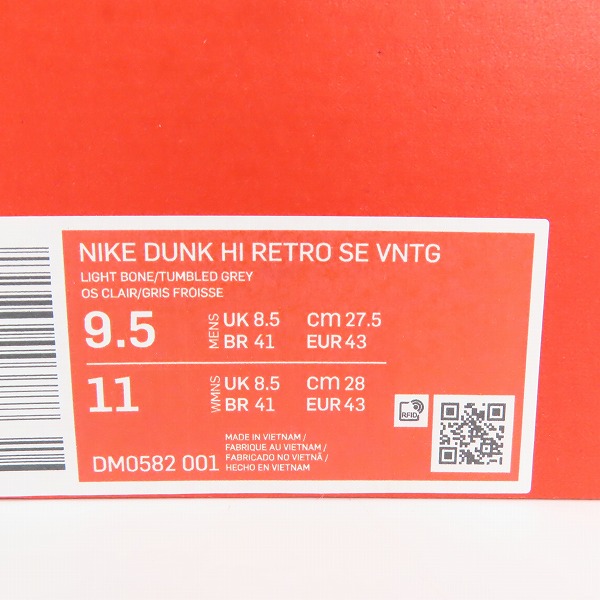 NIKE DUNK HI RETRO SE VNTG
LIGHT BONE/TUMBLED GREY
OS CLAIR/GRIS FROISSE
9.5 MENS UK 8.5 CM 27.5
BR 41 EUR 43
11 WMNS UK 8.5 CM 28
BR 41 EUR 43
RFID
DM0582 001
MADE IN VIETNAM /
FABRIQUE AU VIETNAM /
FABRICADO NO VIETNÃ /
HECHO EN VIETNAM